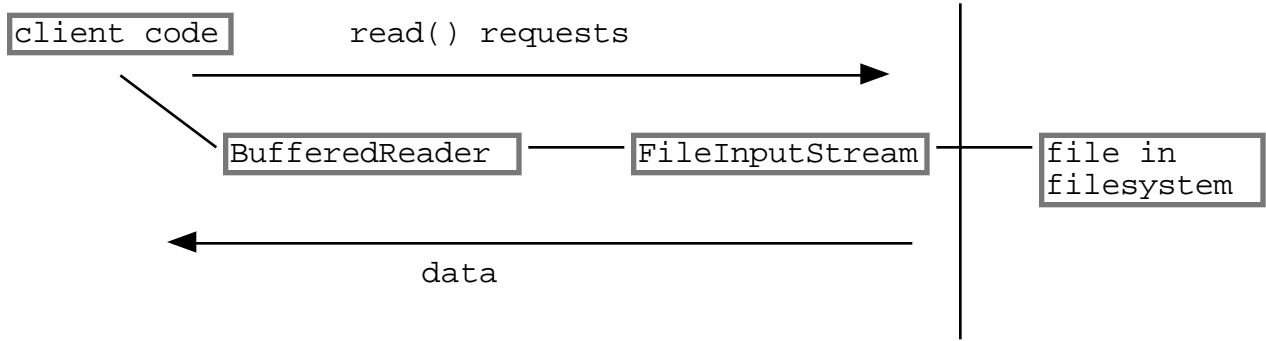 client code
read() requests
BufferedReader
FileInputStream
file in
filesystem
data